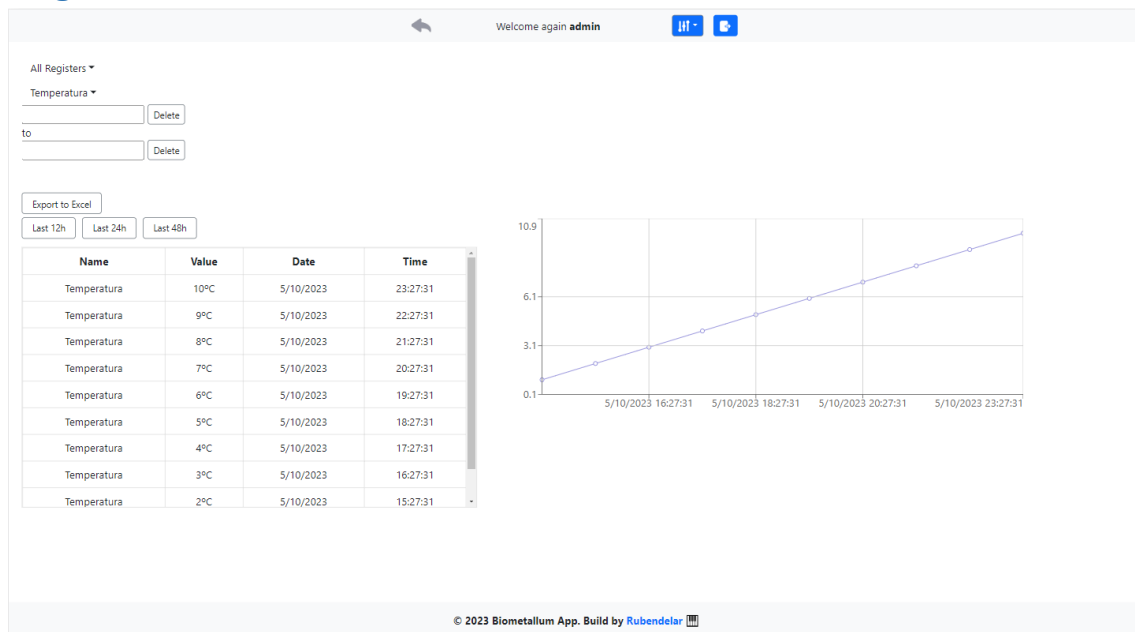 Welcome again admin
All Registers
Temperatura
Delete
to
Delete
Export to Excel
Last 12h Last 24h Last 48h
Name Value Date Time
Temperatura 10ºC 5/10/2023 23:27:31
Temperatura 9ºC 5/10/2023 22:27:31
Temperatura 8ºC 5/10/2023 21:27:31
Temperatura 7ºC 5/10/2023 20:27:31
Temperatura 6ºC 5/10/2023 19:27:31
Temperatura 5ºC 5/10/2023 18:27:31
Temperatura 4ºC 5/10/2023 17:27:31
Temperatura 3ºC 5/10/2023 16:27:31
Temperatura 2ºC 5/10/2023 15:27:31
10.9
6.1
3.1
0.1
5/10/2023 16:27:31 5/10/2023 18:27:31 5/10/2023 20:27:31 5/10/2023 23:27:31
© 2023 Biometallum App. Build by Rubendelar